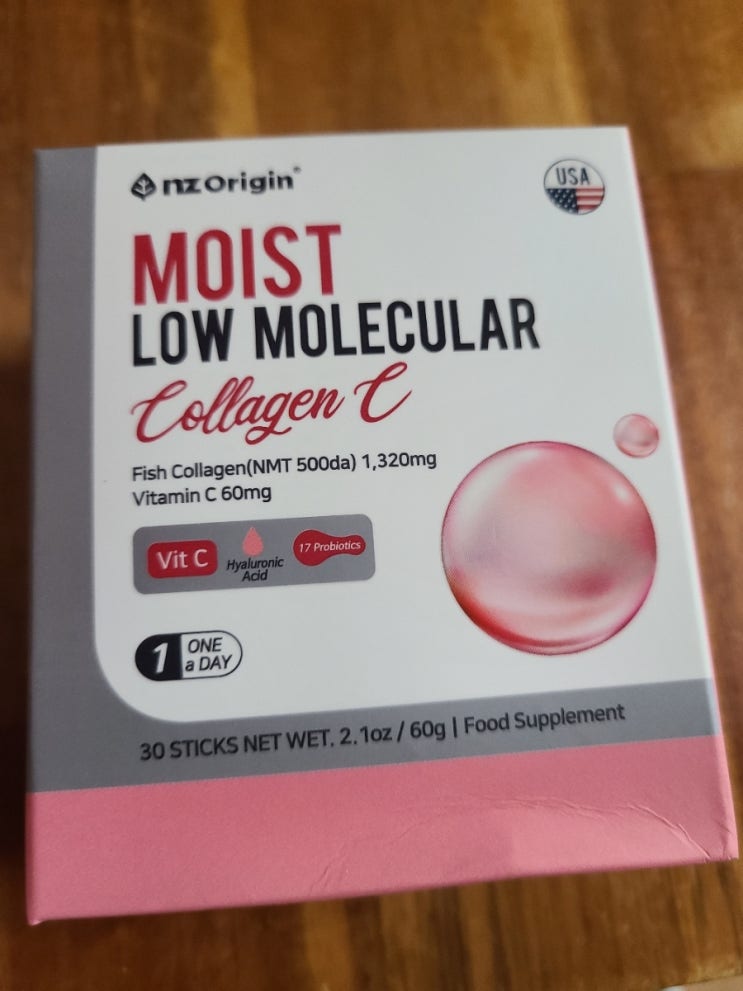 nz Origin®
USA
MOIST
LOW MOLECULAR
Collagen C
Fish Collagen(NMT 500da) 1,320mg
Vitamin C 60mg
Vit C
Hyaluronic
Acid
17 Probiotics
1 ONE
a DAY
30 STICKS NET WET. 2.1oz / 60g | Food Supplement